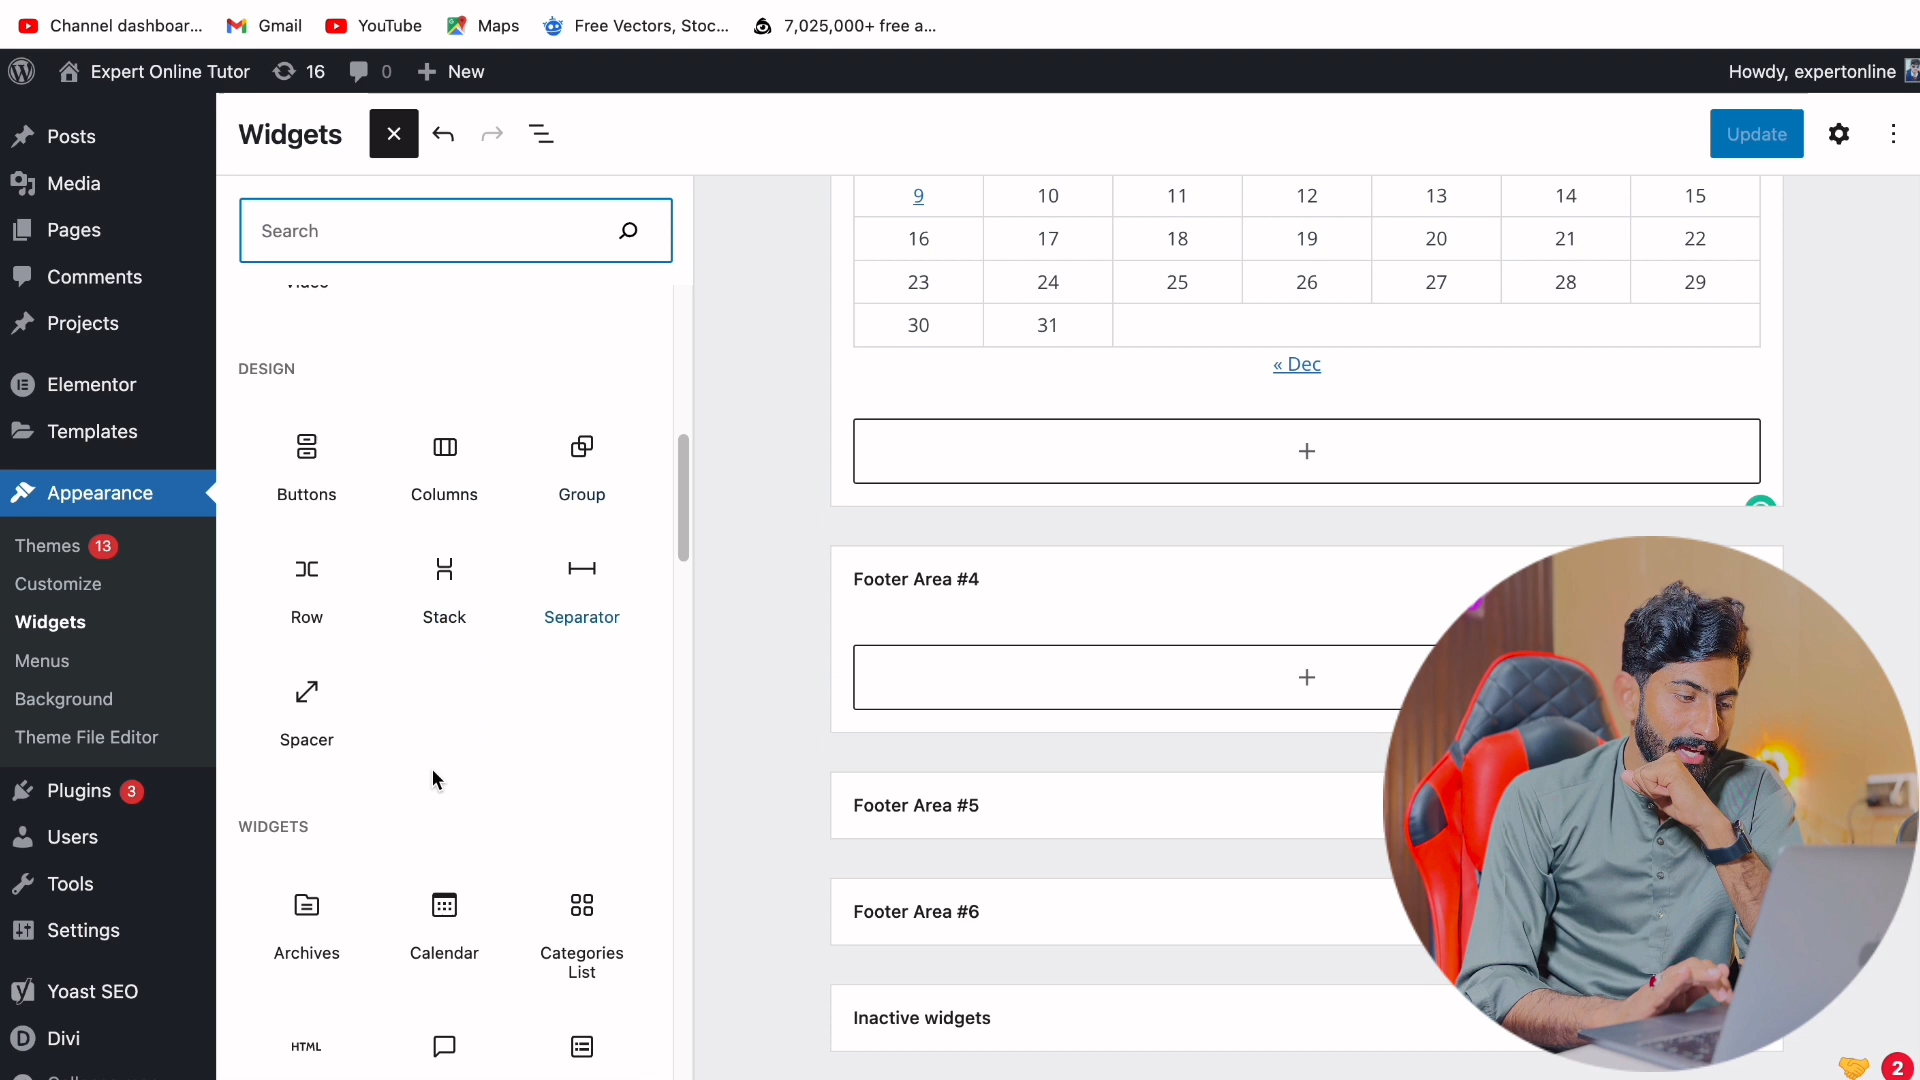 Channel dashboar... Gmail YouTube Maps Free Vectors, Stoc... 7,025,000+ free a...
Expert Online Tutor 16 0 New Howdy, expertonline
Widgets Update
Posts
Media
Pages
Comments
Projects
Elementor
Templates
Appearance
Themes 13
Customize
Widgets
Menus
Background
Theme File Editor
Plugins 3
Users
Tools
Settings
Yoast SEO
Divi
Search
Video
DESIGN
Buttons Columns Group
Row Stack Separator
Spacer
WIDGETS
Archives Calendar Categories
List
HTML
9 10 11 12 13 14 15
16 17 18 19 20 21 22
23 24 25 26 27 28 29
30 31
« Dec
Footer Area #4
Footer Area #5
Footer Area #6
Inactive widgets
2